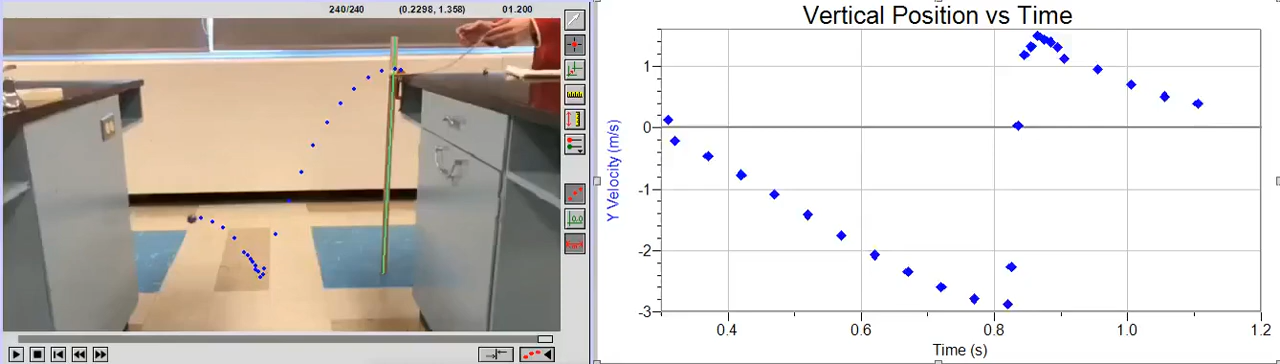 240/240 (0.2298, 1.358) 01.200
Vertical Position vs Time
Y Velocity (m/s)
1
0
-1
-2
-3
0.4 0.6 0.8 1.0 1.2
Time (s)